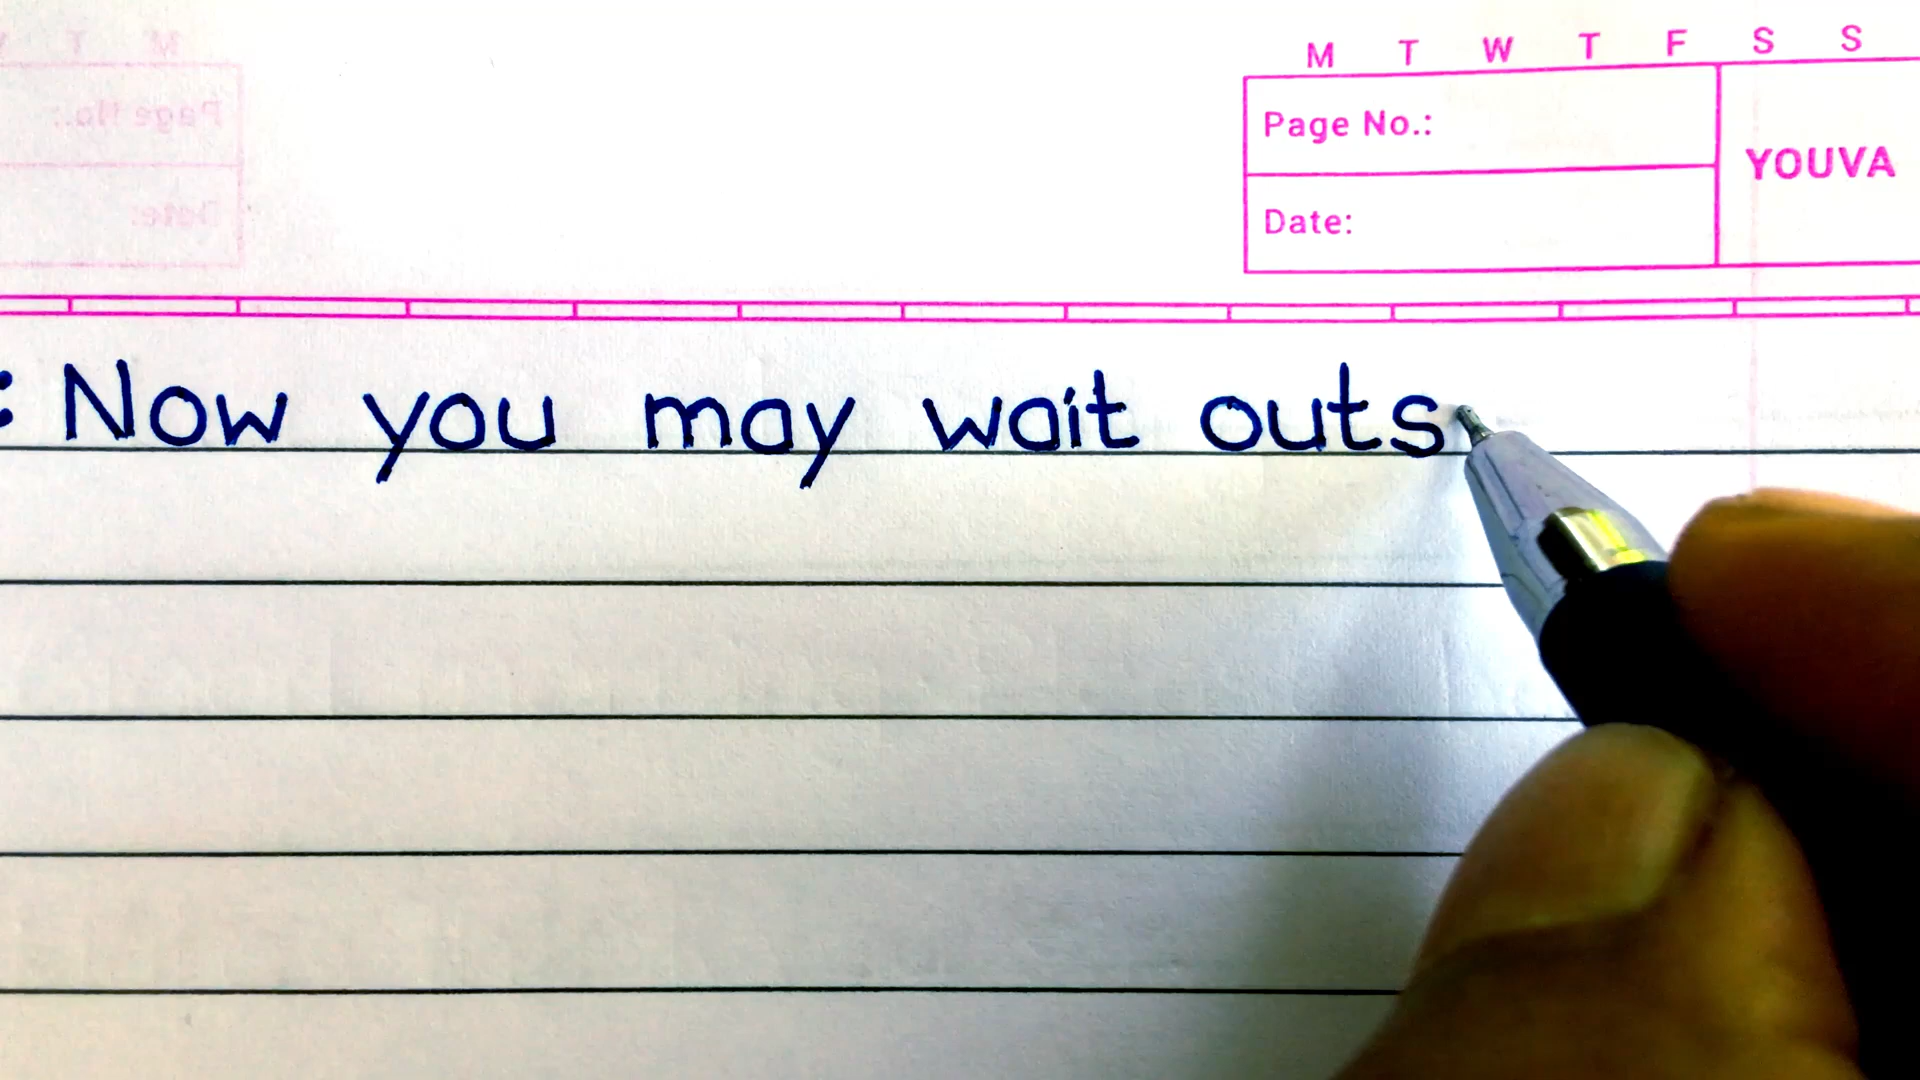 M T W T F S S
Page No.:
YOUVA
Date:
: Now you may wait outs